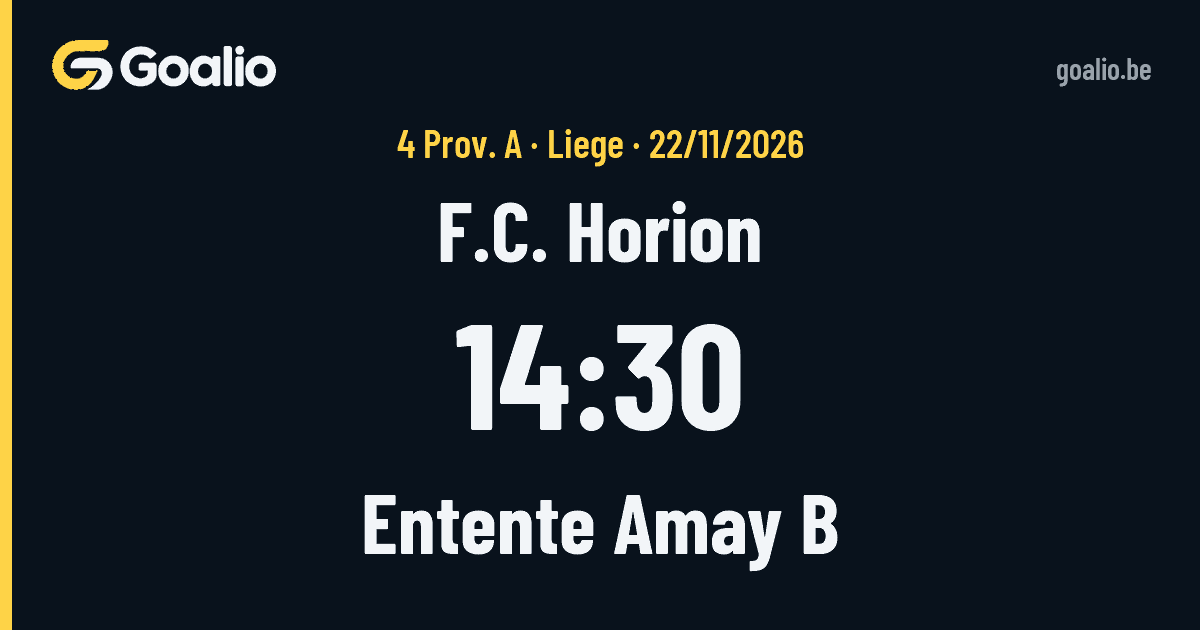 Goalio
goalio.be
4 Prov. A · Liege · 22/11/2026
F.C. Horion
14:30
Entente Amay B